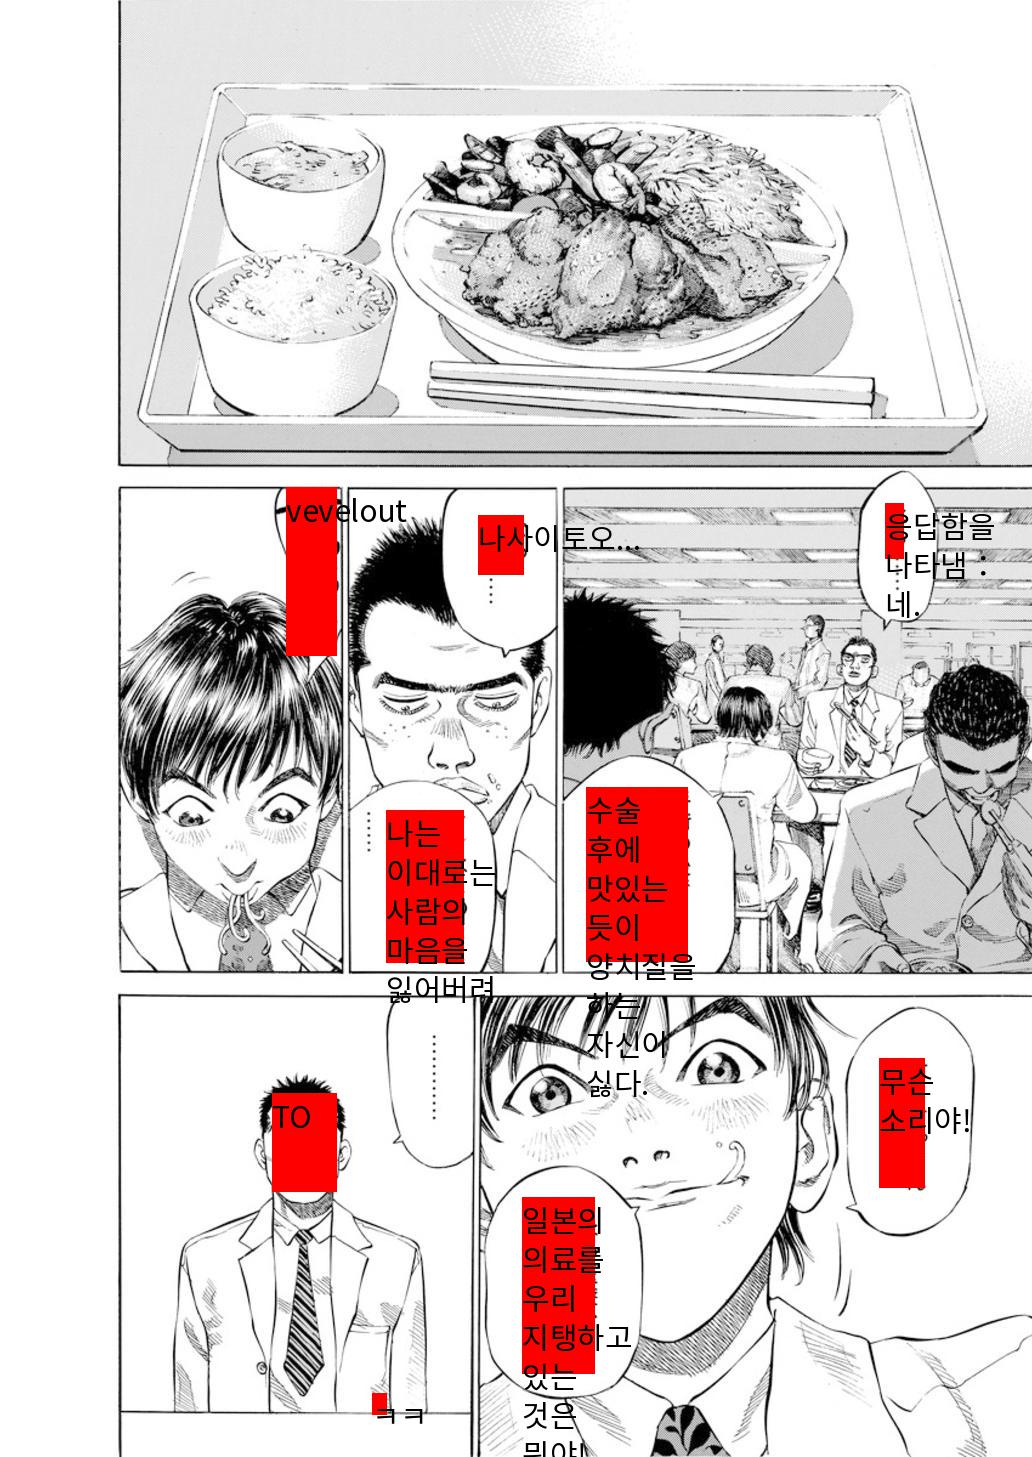 응답함을
나타냄 :
네.
수술
후에
맛있는
듯이
양치질을
하는
자신이
싫다.
나사이토오...
나는
이대로는
사람의
마음을
잃어버려
vevelout
무슨
소리야!
일본의
의료를
우리
지탱하고
있는
것은
뭐야!
TO
ㅋㅋ